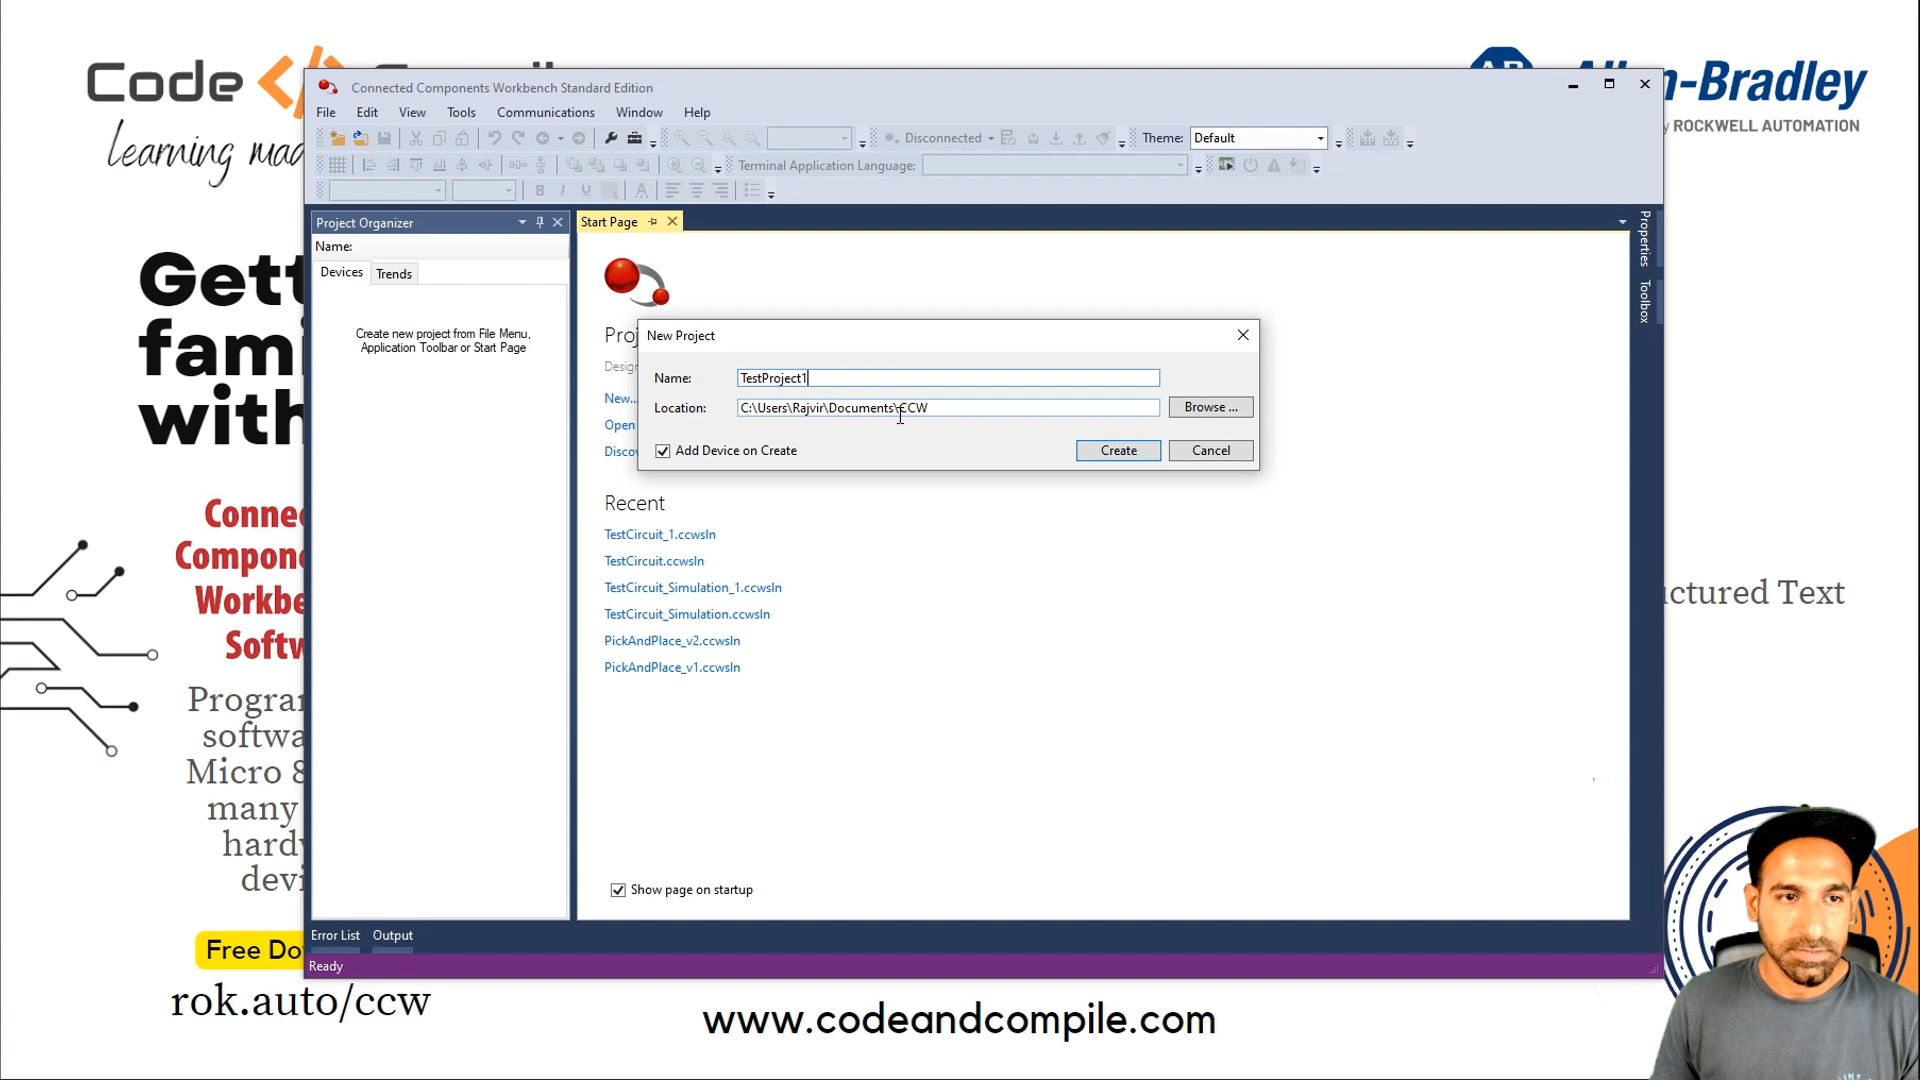 Code
learning mad
n-Bradley
y ROCKWELL AUTOMATION
Connected Components Workbench Standard Edition
File Edit View Tools Communications Window Help
Disconnected
Theme: Default
Terminal Application Language:
B I U A
Project Organizer
Name:
Devices Trends
Create new project from File Menu,
Application Toolbar or Start Page
Start Page
Properties
Toolbox
Proj
Desig
New...
Open
Disco
New Project
Name: TestProject1
Location: C:\Users\Rajvir\Documents\CCW Browse ...
Add Device on Create Create Cancel
Recent
TestCircuit_1.ccwsln
TestCircuit.ccwsln
TestCircuit_Simulation_1.ccwsln
TestCircuit_Simulation.ccwsln
PickAndPlace_v2.ccwsln
PickAndPlace_v1.ccwsln
Show page on startup
Error List Output
Ready
Gett
fami
with
Connec
Compon
Workbe
Softw
Program
softwa
Micro 8
many
hardw
devi
Free Do
rok.auto/ccw
www.codeandcompile.com
uctured Text